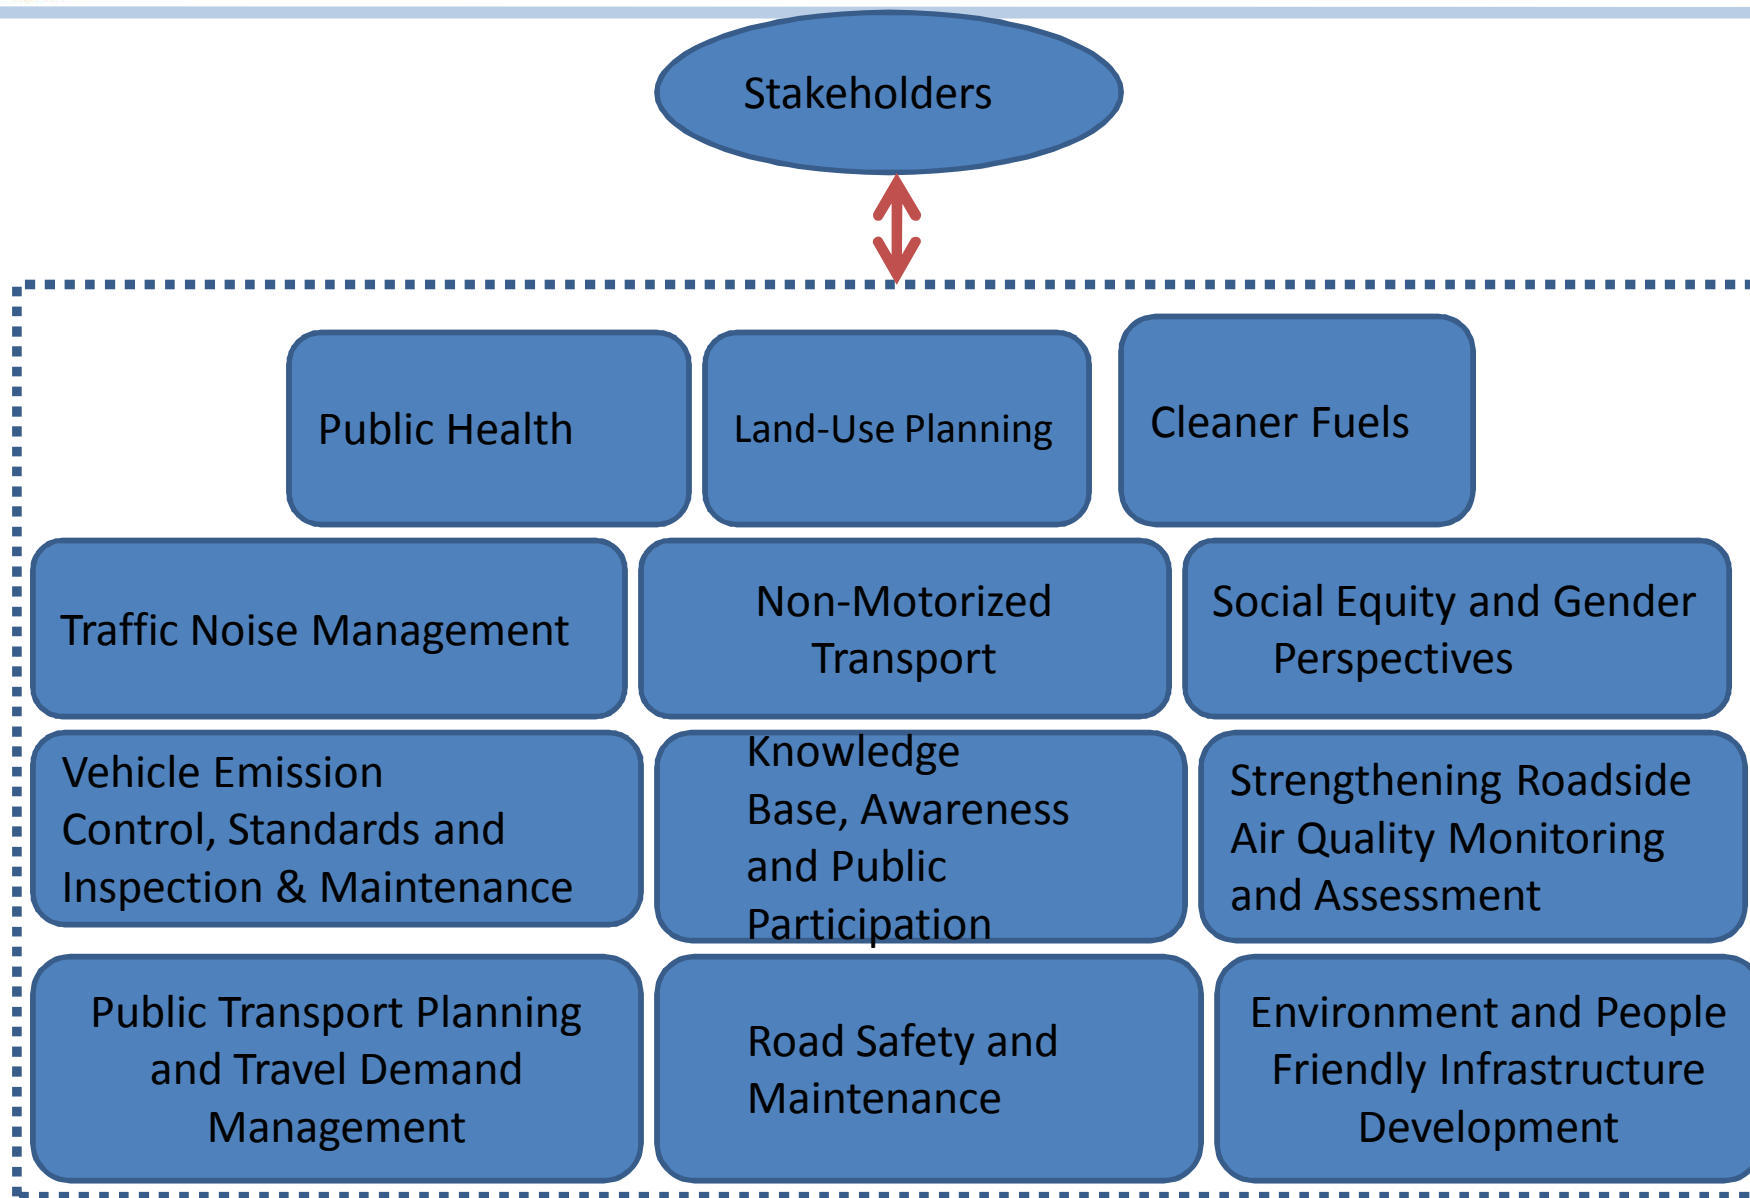 Stakeholders
Public Health
Land-Use Planning
Cleaner Fuels
Traffic Noise Management
Non-Motorized
Transport
Social Equity and Gender
Perspectives
Vehicle Emission
Control, Standards and
Inspection & Maintenance
Knowledge
Base, Awareness
and Public
Participation
Strengthening Roadside
Air Quality Monitoring
and Assessment
Public Transport Planning
and Travel Demand
Management
Road Safety and
Maintenance
Environment and People
Friendly Infrastructure
Development